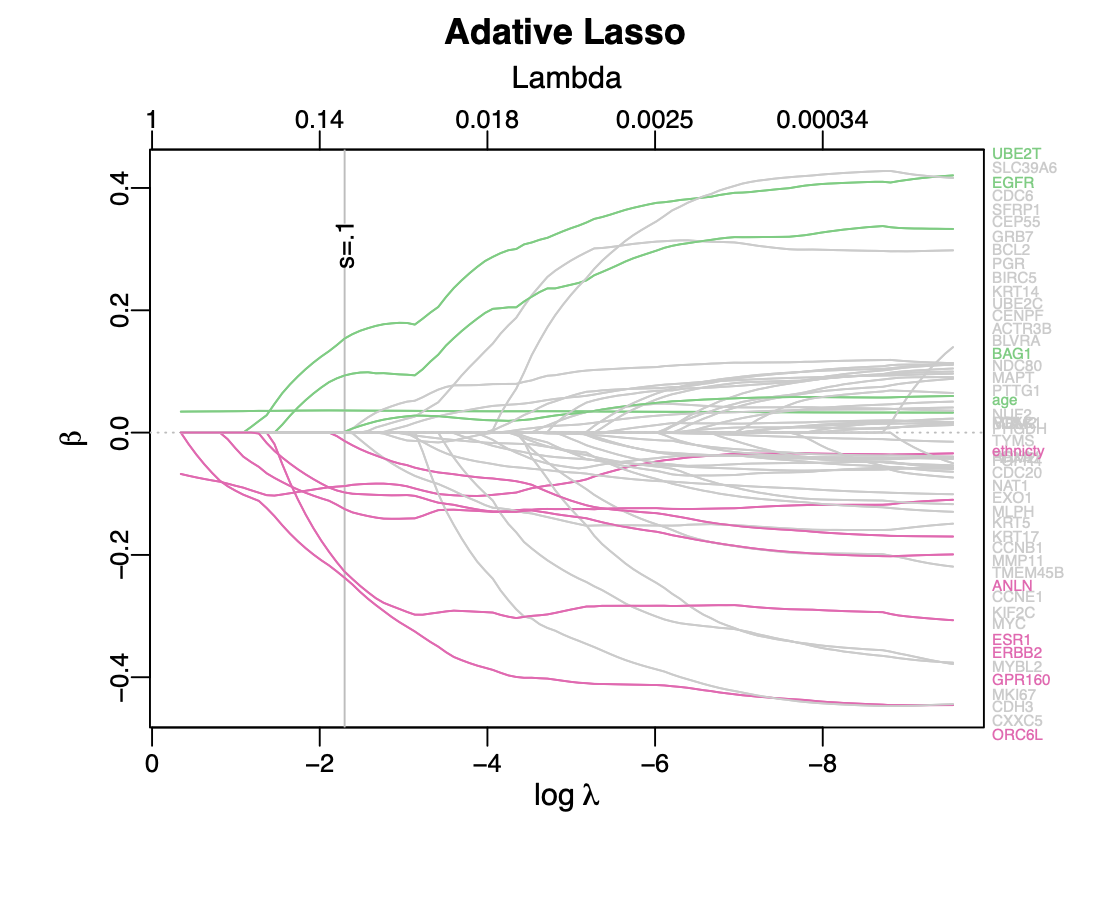 Adative Lasso
Lambda
1 0.14 0.018 0.0025 0.00034
UBE2T
SLC39A6
EGFR
CDC6
SFRP1
CEP55
GRB7
BCL2
PGR
BIRC5
KRT14
UBE2C
CENPF
ACTR3B
BLVRA
BAG1
NDC80
MAPT
PTTG1
age
NUF2
TYMS
ethnicty
CDC20
NAT1
EXO1
MLPH
KRT5
KRT17
CCNB1
MMP11
TMEM45B
ANLN
CCNE1
KIF2C
MYC
ESR1
ERBB2
MYBL2
GPR160
MKI67
CDH3
CXXC5
ORC6L
s=.1
0.4
0.2
0.0
−0.2
−0.4
β
0 −2 −4 −6 −8
log λ